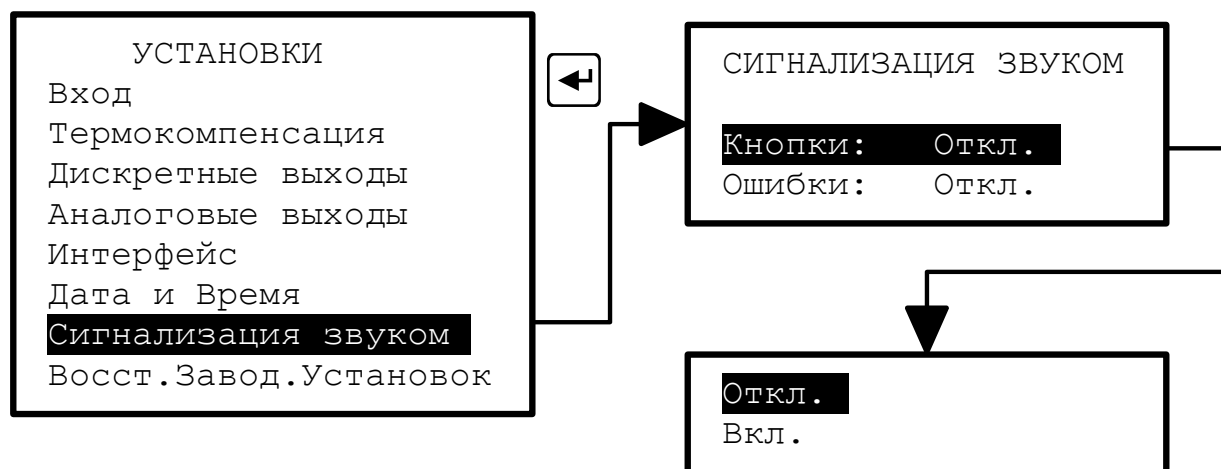 УСТАНОВКИ
Вход
Термокомпенсация
Дискретные выходы
Аналоговые выходы
Интерфейс
Дата и Время
Сигнализация звуком
Восст.Завод.Установок
СИГНАЛИЗАЦИЯ ЗВУКОМ
Кнопки: Откл.
Ошибки: Откл.
Откл.
Вкл.